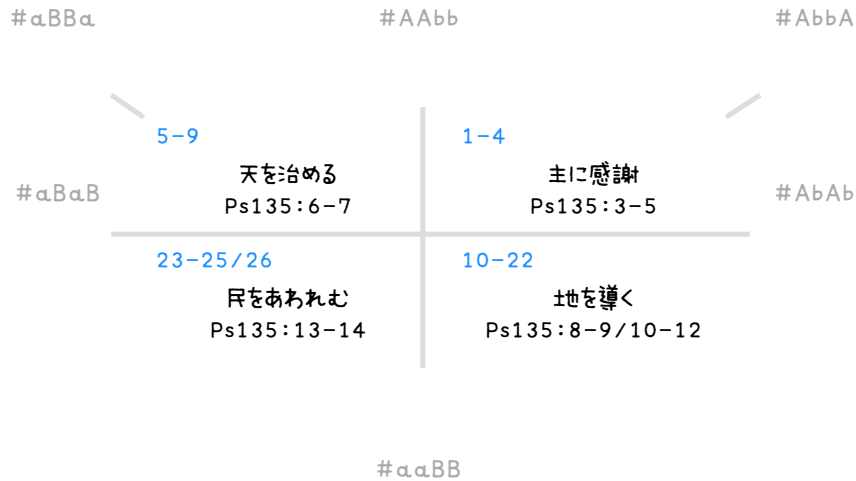 #aBBa
#AAbb
#AbbA
5-9
天を治める
Ps135:6-7
1-4
主に感謝
Ps135:3-5
#aBaB
#AbAb
23-25/26
民をあわれむ
Ps135:13-14
10-22
地を導く
Ps135:8-9/10-12
#aaBB